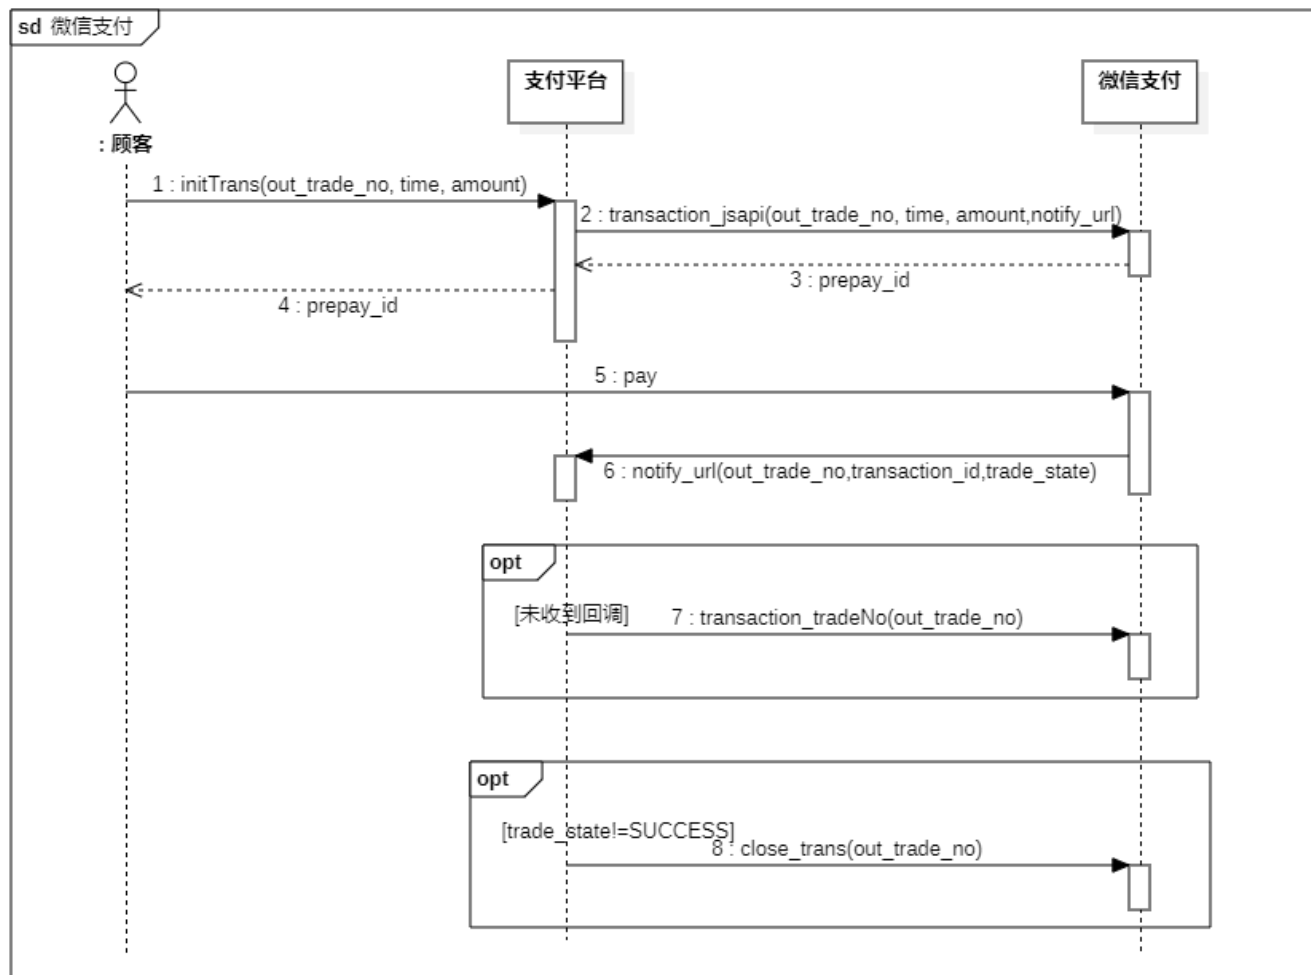 sd 微信支付
支付平台
微信支付
: 顾客
1 : initTrans(out_trade_no, time, amount)
2 : transaction_jsapi(out_trade_no, time, amount,notify_url)
3 : prepay_id
4 : prepay_id
5 : pay
6 : notify_url(out_trade_no,transaction_id,trade_state)
opt
[未收到回调]
7 : transaction_tradeNo(out_trade_no)
opt
[trade_state!=SUCCESS]
8 : close_trans(out_trade_no)